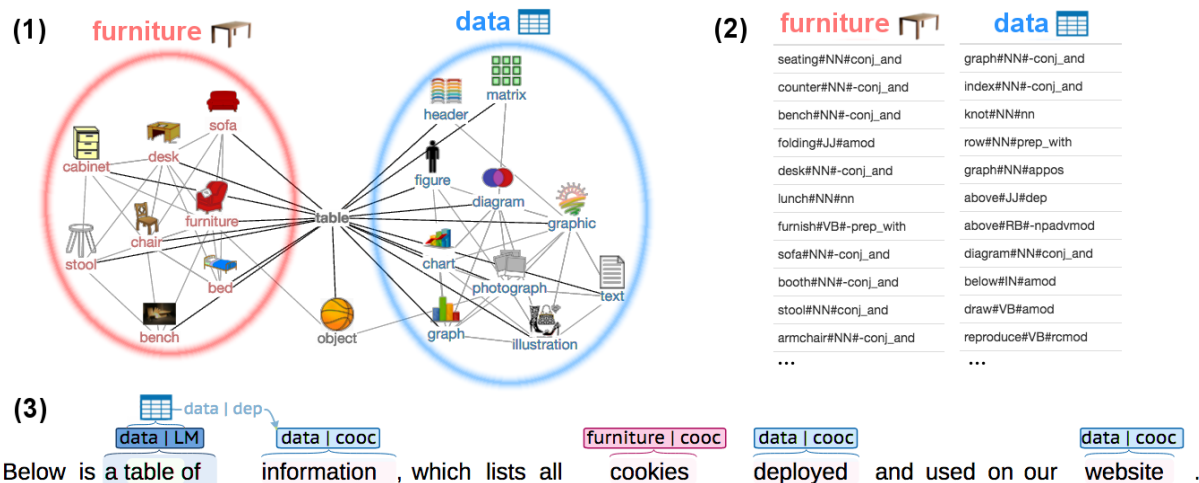 (1)
furniture
data
sofa
cabinet
desk
furniture
chair
stool
bed
bench
table
object
header
matrix
figure
diagram
graphic
chart
photograph
text
graph
illustration
(2)
furniture
data
seating#NN#conj_and
graph#NN#-conj_and
counter#NN#-conj_and
index#NN#-conj_and
bench#NN#-conj_and
knot#NN#nn
folding#JJ#amod
row#NN#prep_with
desk#NN#-conj_and
graph#NN#appos
lunch#NN#nn
above#JJ#dep
furnish#VB#-prep_with
above#RB#-npadvmod
sofa#NN#-conj_and
diagram#NN#conj_and
booth#NN#-conj_and
below#IN#amod
stool#NN#conj_and
draw#VB#amod
armchair#NN#-conj_and
reproduce#VB#rcmod
...
...
(3)
data | dep
data | LM
data | cooc
furniture | cooc
data | cooc
data | cooc
Below is a table of information , which lists all cookies deployed and used on our website .